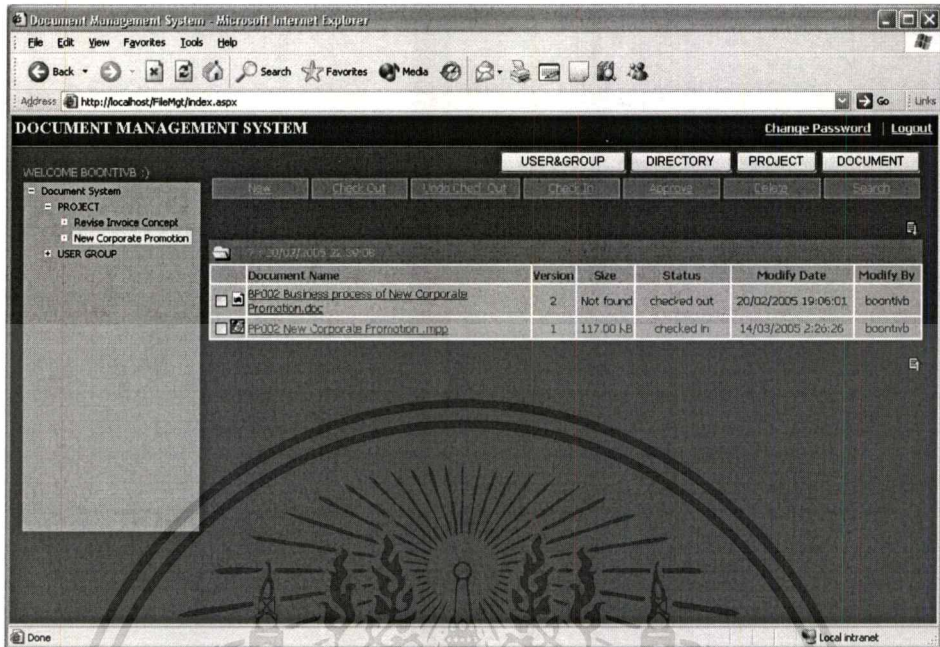 Document Management System - Microsoft Internet Explorer
File Edit View Favorites Tools Help
Back Search Favorites Media
Address http://localhost/FileMgt/index.aspx Go Links
DOCUMENT MANAGEMENT SYSTEM Change Password | Logout
USER&GROUP DIRECTORY PROJECT DOCUMENT
WELCOME BOONTIVB :)
New Check Out Undo Check Out Check In Approve Delete Search
Document System
PROJECT
Revise Invoice Concept
New Corporate Promotion
USER GROUP
Document Name Version Size Status Modify Date Modify By
BP002 Business process of New Corporate Promotion.doc 2 Not found checked out 20/02/2005 19:06:01 boontivb
PP002 New Corporate Promotion .mpp 1 117.00 kB checked in 14/03/2005 2:26:26 boontivb
Done Local intranet